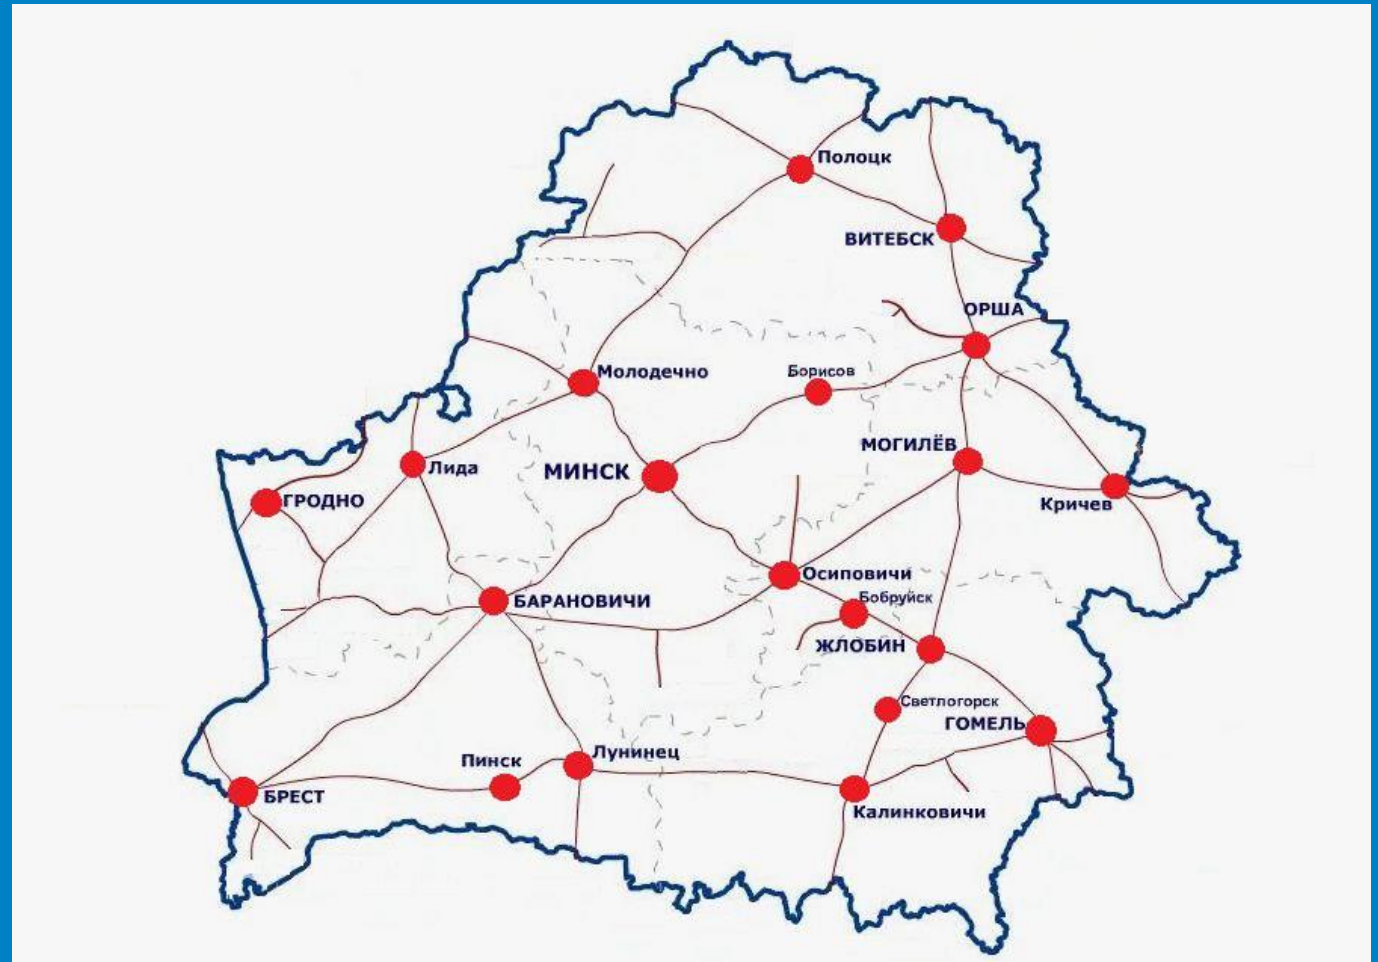 Полоцк
ВИТЕБСК
ОРША
Молодечно
Борисов
МОГИЛЁВ
Лида
МИНСК
ГРОДНО
Кричев
Осиповичи
Бобруйск
БАРАНОВИЧИ
ЖЛОБИН
Светлогорск
ГОМЕЛЬ
Лунинец
Пинск
БРЕСТ
Калинковичи